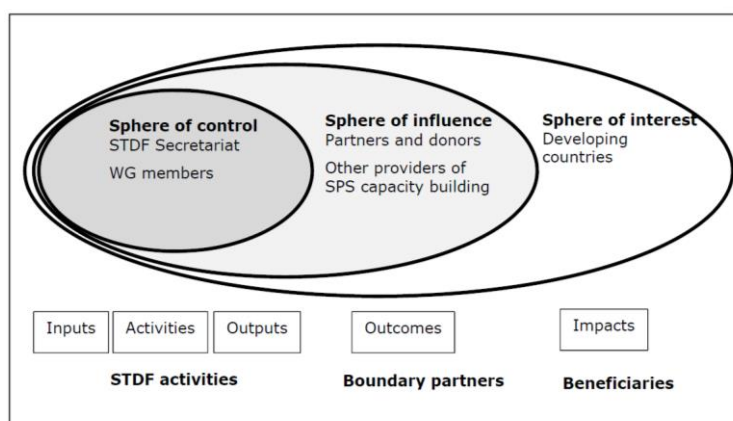 Sphere of control
STDF Secretariat
WG members
Sphere of influence
Partners and donors
Other providers of
SPS capacity building
Sphere of interest
Developing
countries
Inputs
Activities
Outputs
Outcomes
Impacts
STDF activities
Boundary partners
Beneficiaries